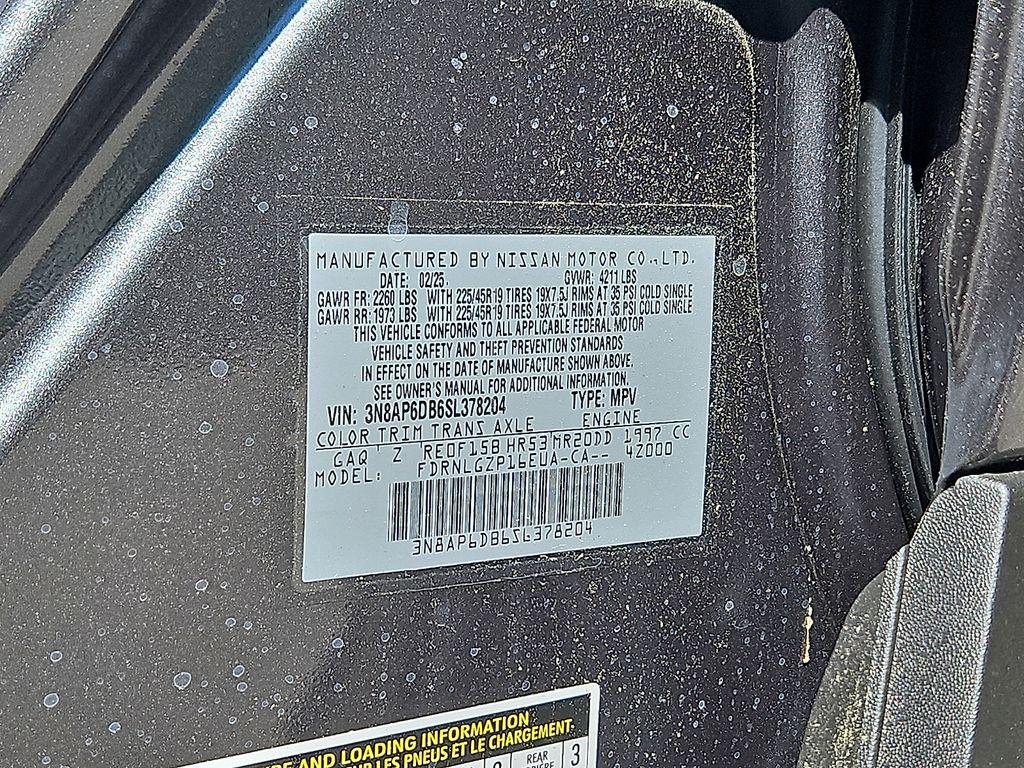 MANUFACTURED BY NISSAN MOTOR CO.,LTD.
DATE: 02/25 GVWR: 4211 LBS
GAWR FR: 2260 LBS WITH 225/45R19 TIRES 19X7.5J RIMS AT 35 PSI COLD SINGLE
GAWR RR: 1973 LBS WITH 225/45R19 TIRES 19X7.5J RIMS AT 35 PSI COLD SINGLE
THIS VEHICLE CONFORMS TO ALL APPLICABLE FEDERAL MOTOR
VEHICLE SAFETY AND THEFT PREVENTION STANDARDS
IN EFFECT ON THE DATE OF MANUFACTURE SHOWN ABOVE.
SEE OWNER'S MANUAL FOR ADDITIONAL INFORMATION.
VIN: 3N8AP6DB6SL378204 TYPE: MPV
COLOR TRIM TRANS AXLE ENGINE
GAQ Z RE0F15B HR53 MR20DD 1997 CC
MODEL: FDRNLGZP16EUA-CA-- 42000
3N8AP6DB6SL378204
AND LOADING INFORMATION
PNEUS ET LE CHARGEMENT
REAR 3